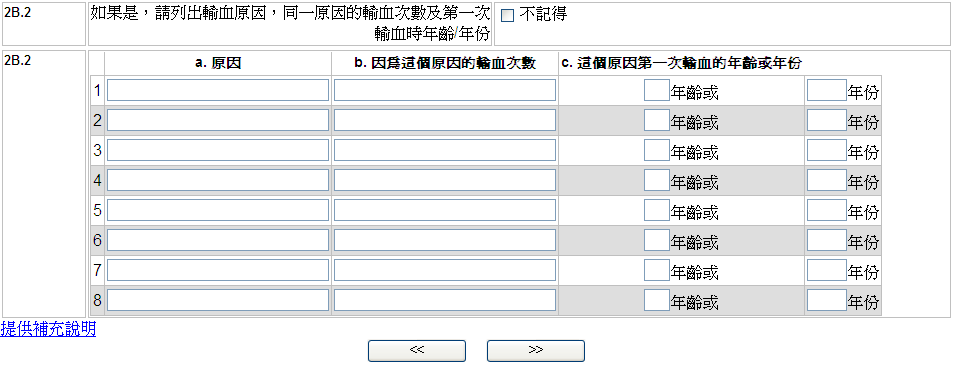 2B.2
如果是，請列出輸血原因，同一原因的輸血次數及第一次
輸血時年齡/年份
不記得
2B.2
a. 原因 b. 因為這個原因的輸血次數 c. 這個原因第一次輸血的年齡或年份
1 年齡或 年份
2 年齡或 年份
3 年齡或 年份
4 年齡或 年份
5 年齡或 年份
6 年齡或 年份
7 年齡或 年份
8 年齡或 年份
提供補充說明
<< >>